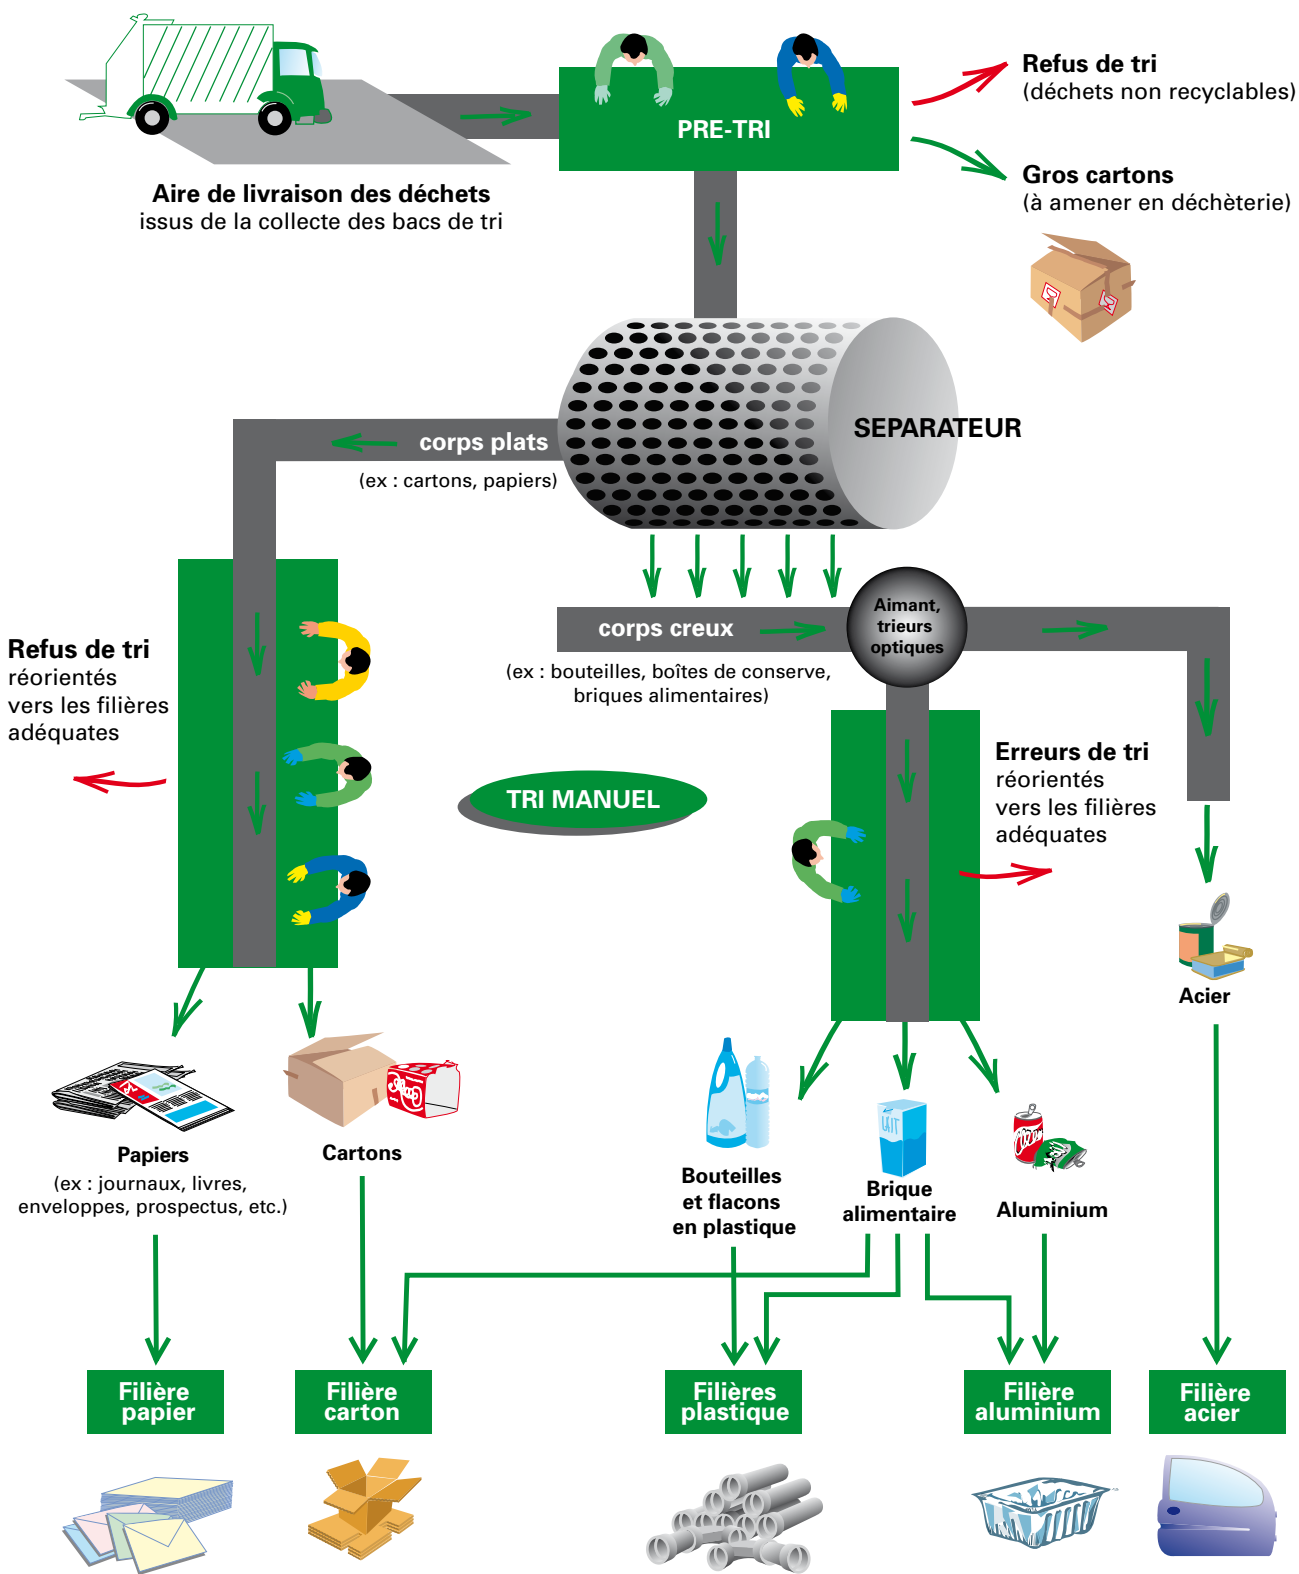 Refus de tri
(déchets non recyclables)
PRE-TRI
Gros cartons
(à amener en déchèterie)
Aire de livraison des déchets
issus de la collecte des bacs de tri
SEPARATEUR
corps plats
(ex : cartons, papiers)
Aimant,
trieurs
optiques
corps creux
(ex : bouteilles, boîtes de conserve,
briques alimentaires)
Refus de tri
réorientés
vers les filières
adéquates
TRI MANUEL
Erreurs de tri
réorientés
vers les filières
adéquates
Acier
LAIT
Papiers
(ex : journaux, livres,
enveloppes, prospectus, etc.)
Cartons
Bouteilles
et flacons
en plastique
Brique
alimentaire
Aluminium
Filière
papier
Filière
carton
Filières
plastique
Filière
aluminium
Filière
acier